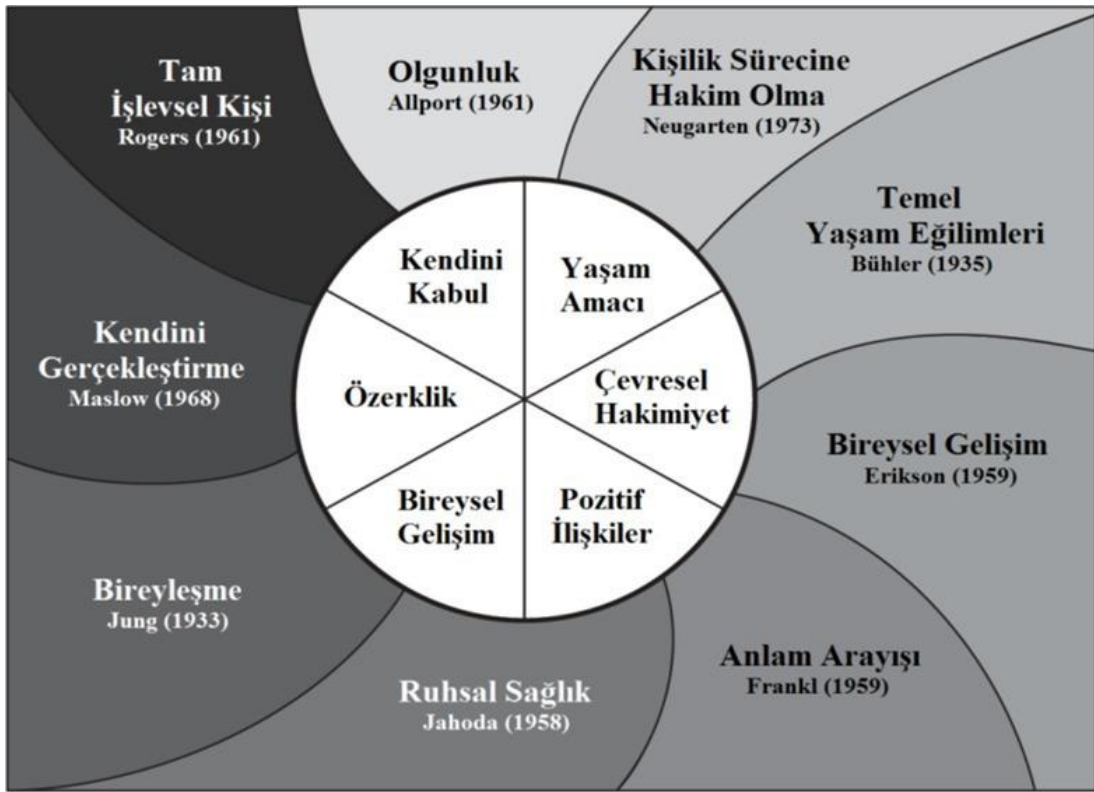 Tam
İşlevsel Kişi
Rogers (1961)
Olgunluk
Allport (1961)
Kişilik Sürecine
Hakim Olma
Neugarten (1973)
Temel
Yaşam Eğilimleri
Bühler (1935)
Kendini
Gerçekleştirme
Maslow (1968)
Kendini
Kabul
Yaşam
Amacı
Özerklik
Çevresel
Hakimiyet
Bireysel
Gelişim
Pozitif
İlişkiler
Bireysel Gelişim
Erikson (1959)
Bireyleşme
Jung (1933)
Ruhsal Sağlık
Jahoda (1958)
Anlam Arayışı
Frankl (1959)